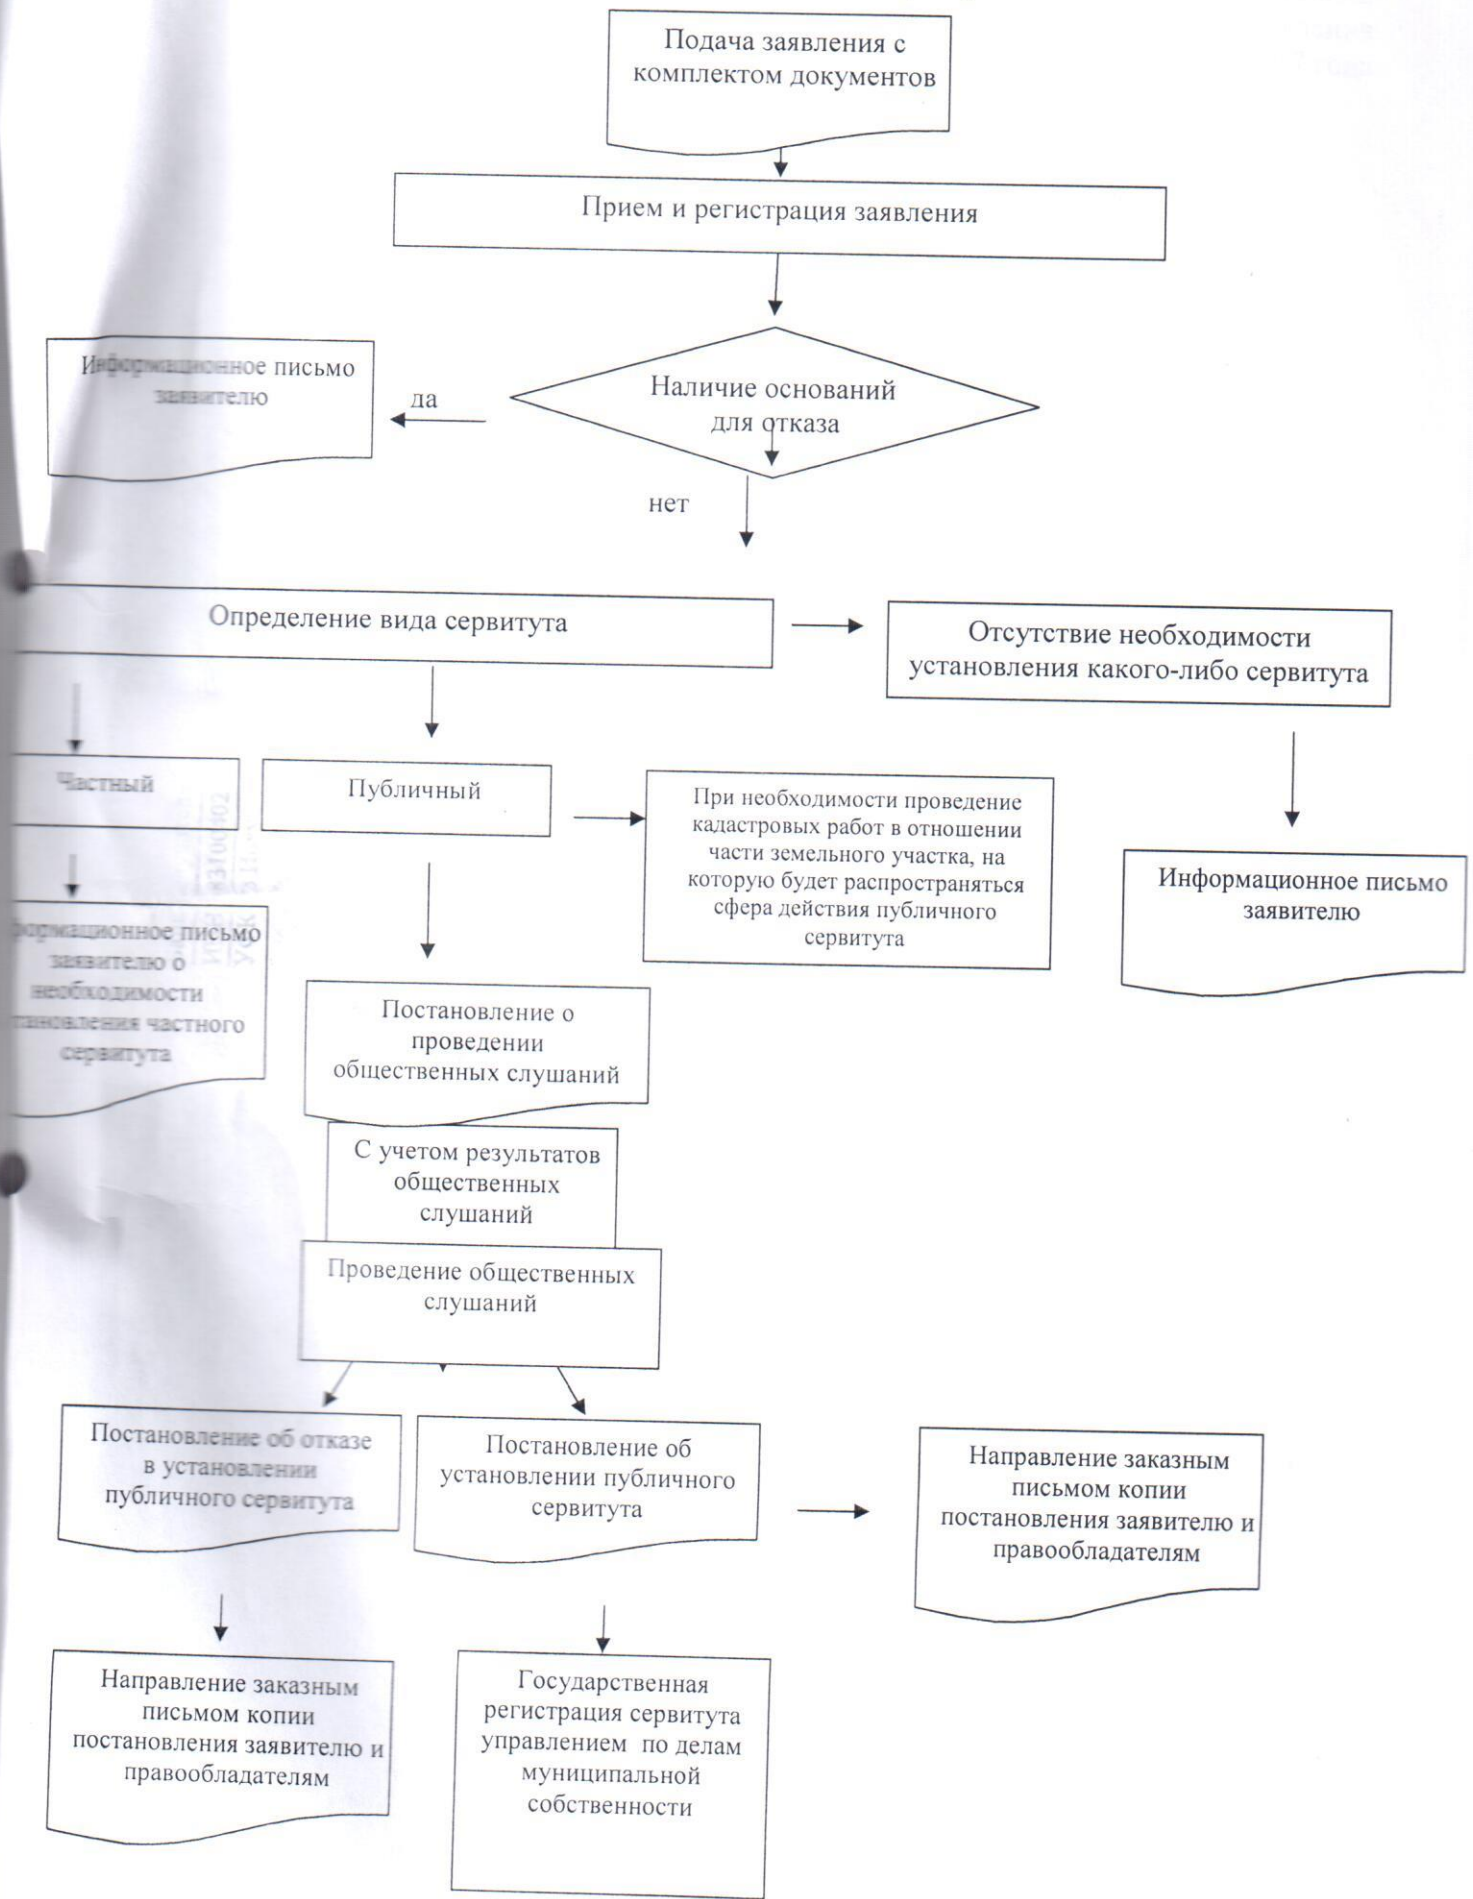 Подача заявления с
комплектом документов
Прием и регистрация заявления
Информационное письмо
заявителю
да
Наличие оснований
для отказа
нет
Определение вида сервитута
Отсутствие необходимости
установления какого-либо сервитута
Частный
Публичный
При необходимости проведение
кадастровых работ в отношении
части земельного участка, на
которую будет распространяться
сфера действия публичного
сервитута
Информационное письмо
заявителю
письмо
заявителю о
необходимости
частного
сервитута
Постановление о
проведении
общественных слушаний
С учетом результатов
общественных
слушаний
Проведение общественных
слушаний
Постановление об отказе
в установлении
публичного сервитута
Постановление об
установлении публичного
сервитута
Направление заказным
письмом копии
постановления заявителю и
правообладателям
Направление заказным
письмом копии
постановления заявителю и
правообладателям
Государственная
регистрация сервитута
управлением по делам
муниципальной
собственности